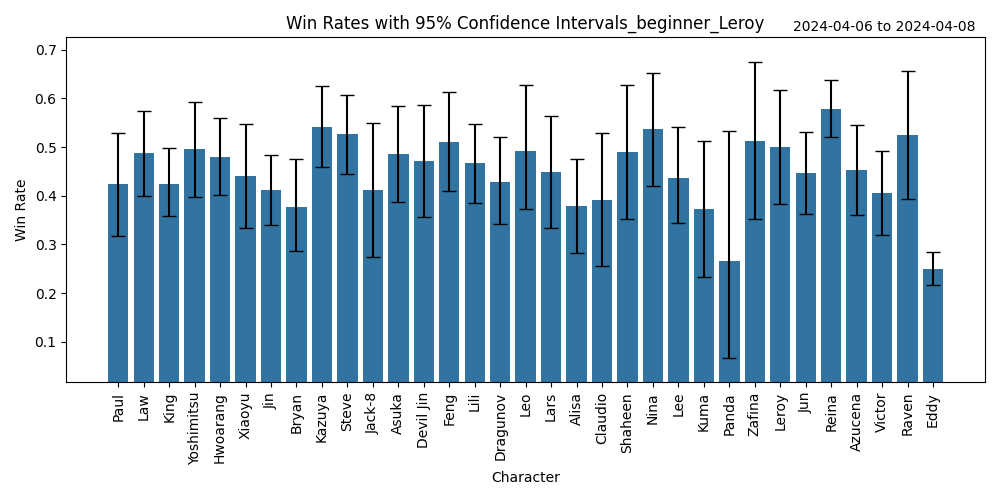 Win Rates with 95% Confidence Intervals_beginner_Leroy
2024-04-06 to 2024-04-08
Win Rate
0.7
0.6
0.5
0.4
0.3
0.2
0.1
Paul
Law
King
Yoshimitsu
Hwoarang
Xiaoyu
Jin
Bryan
Kazuya
Steve
Jack-8
Asuka
Devil Jin
Feng
Lili
Dragunov
Leo
Lars
Alisa
Claudio
Shaheen
Nina
Lee
Kuma
Panda
Zafina
Leroy
Jun
Reina
Azucena
Victor
Raven
Eddy
Character